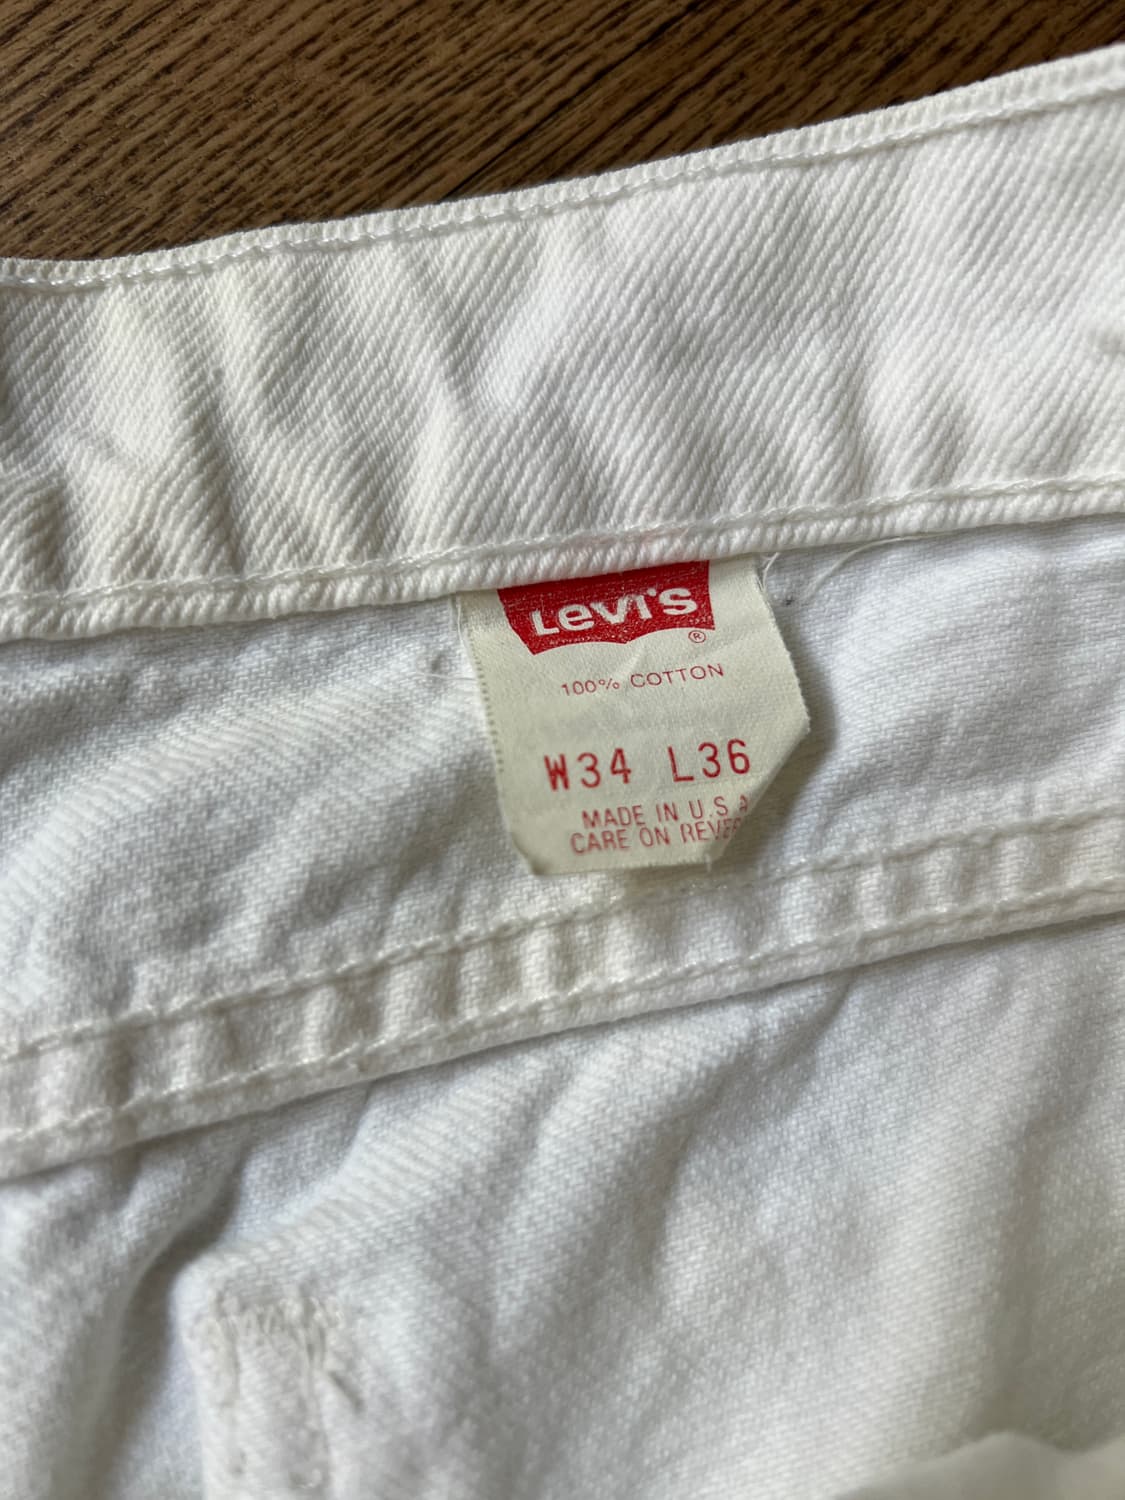 Levi's®
100% COTTON
W34 L36
MADE IN U.S.A
CARE ON